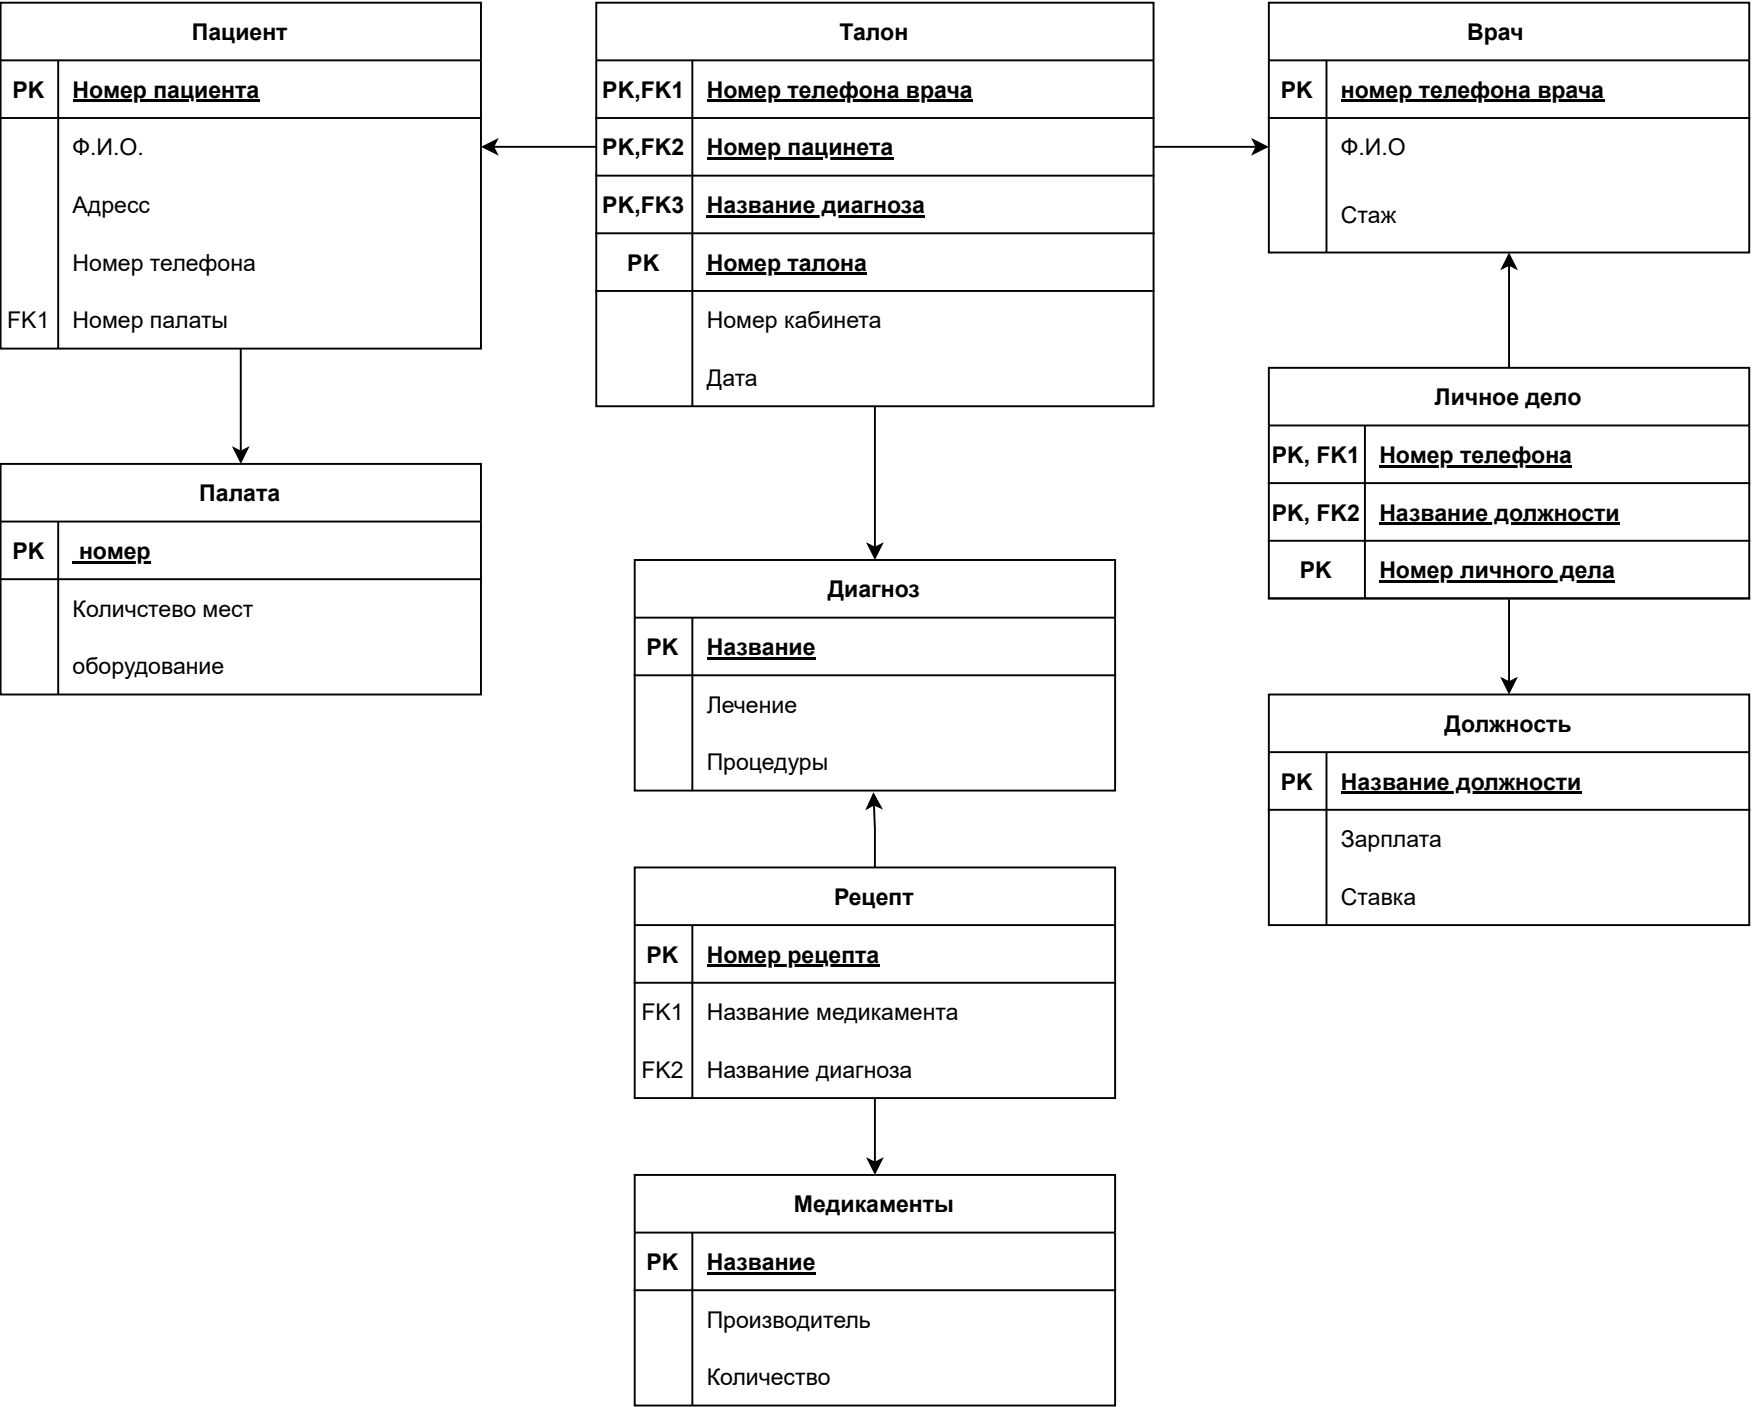 Пациент
PK Номер пациента
Ф.И.О.
Адресс
Номер телефона
FK1 Номер палаты
Талон
PK,FK1 Номер телефона врача
PK,FK2 Номер пацинета
PK,FK3 Название диагноза
PK Номер талона
Номер кабинета
Дата
Врач
PK номер телефона врача
Ф.И.О
Стаж
Личное дело
PK, FK1 Номер телефона
PK, FK2 Название должности
PK Номер личного дела
Палата
PK номер
Количстево мест
оборудование
Диагноз
PK Название
Лечение
Процедуры
Должность
PK Название должности
Зарплата
Ставка
Рецепт
PK Номер рецепта
FK1 Название медикамента
FK2 Название диагноза
Медикаменты
PK Название
Производитель
Количество